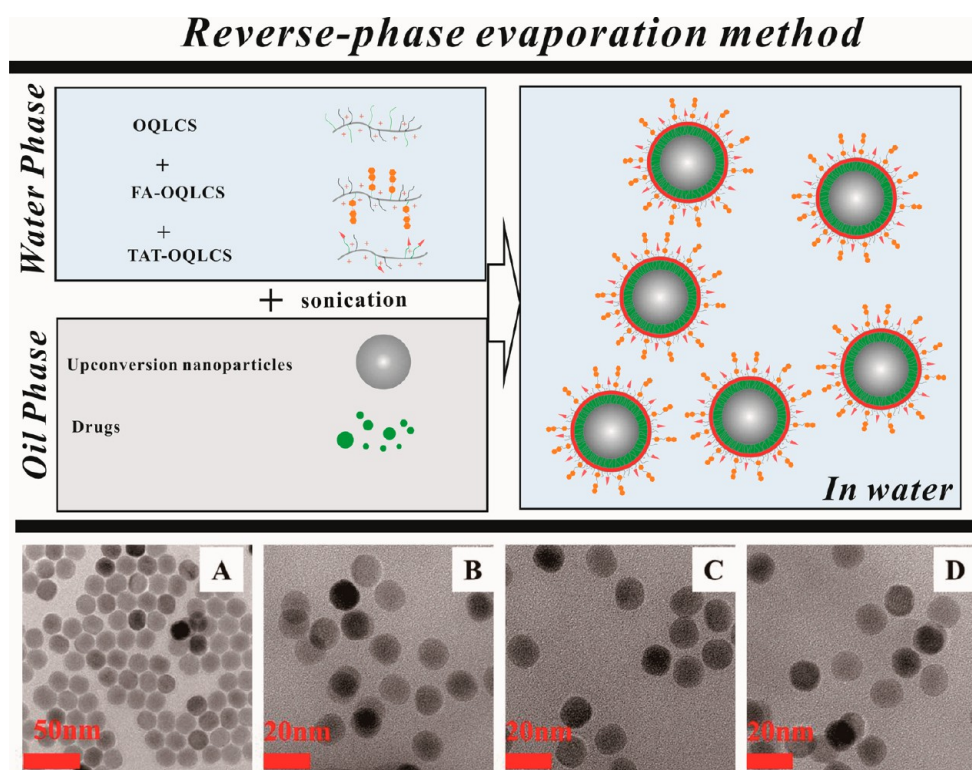 Reverse-phase evaporation method
Water Phase
OQLCS
+
FA-OQLCS
+
TAT-OQLCS
+ sonication
Oil Phase
Upconversion nanoparticles
Drugs
In water
A
50nm
B
20nm
C
20nm
D
20nm